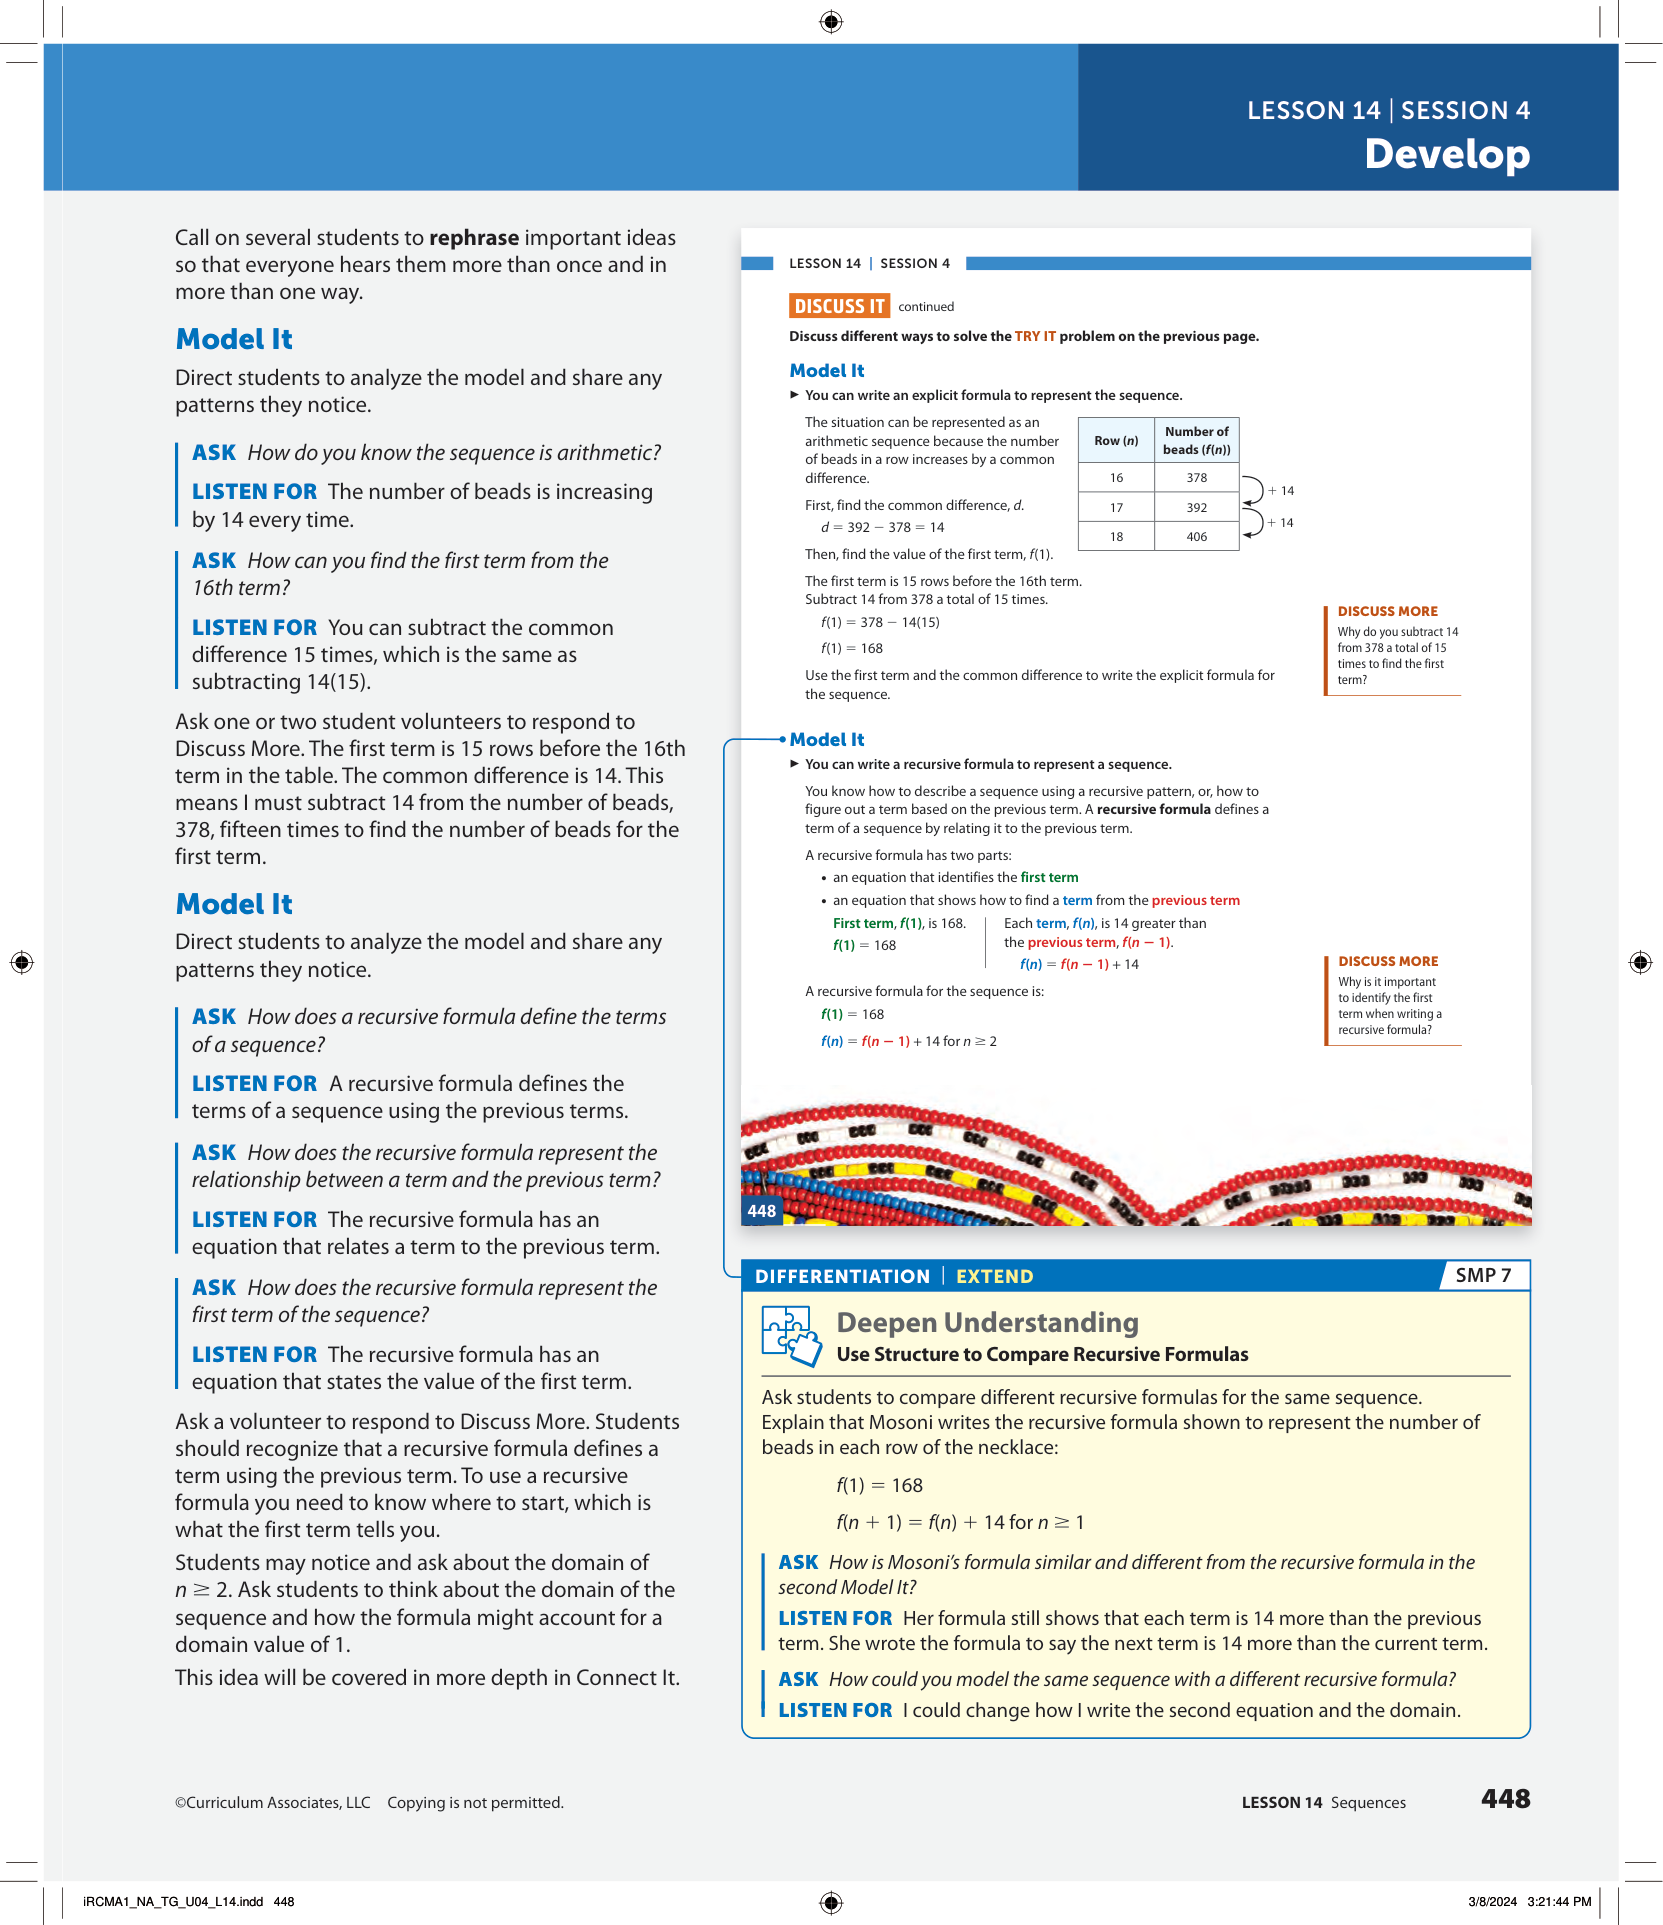 LESSON 14 | SESSION 4
Develop
Call on several students to rephrase important ideas
so that everyone hears them more than once and in
more than one way.
Model It
Direct students to analyze the model and share any
patterns they notice.
ASK How do you know the sequence is arithmetic?
LISTEN FOR The number of beads is increasing
by 14 every time.
ASK How can you find the first term from the
16th term?
LISTEN FOR You can subtract the common
difference 15 times, which is the same as
subtracting 14(15).
Ask one or two student volunteers to respond to
Discuss More. The first term is 15 rows before the 16th
term in the table. The common difference is 14. This
means I must subtract 14 from the number of beads,
378, fifteen times to find the number of beads for the
first term.
Model It
Direct students to analyze the model and share any
patterns they notice.
ASK How does a recursive formula define the terms
of a sequence?
LISTEN FOR A recursive formula defines the
terms of a sequence using the previous terms.
ASK How does the recursive formula represent the
relationship between a term and the previous term?
LISTEN FOR The recursive formula has an
equation that relates a term to the previous term.
ASK How does the recursive formula represent the
first term of the sequence?
LISTEN FOR The recursive formula has an
equation that states the value of the first term.
Ask a volunteer to respond to Discuss More. Students
should recognize that a recursive formula defines a
term using the previous term. To use a recursive
formula you need to know where to start, which is
what the first term tells you.
Students may notice and ask about the domain of
n ≥ 2. Ask students to think about the domain of the
sequence and how the formula might account for a
domain value of 1.
This idea will be covered in more depth in Connect It.
LESSON 14 | SESSION 4
DISCUSS IT continued
Discuss different ways to solve the TRY IT problem on the previous page.
Model It
▶ You can write an explicit formula to represent the sequence.
The situation can be represented as an
arithmetic sequence because the number
of beads in a row increases by a common
difference.
First, find the common difference, d.
d = 392 − 378 = 14
Then, find the value of the first term, f(1).
Row (n) Number of beads (f(n))
16 378
17 392
18 406
+ 14
+ 14
The first term is 15 rows before the 16th term.
Subtract 14 from 378 a total of 15 times.
f(1) = 378 − 14(15)
f(1) = 168
Use the first term and the common difference to write the explicit formula for
the sequence.
DISCUSS MORE
Why do you subtract 14
from 378 a total of 15
times to find the first
term?
Model It
▶ You can write a recursive formula to represent a sequence.
You know how to describe a sequence using a recursive pattern, or, how to
figure out a term based on the previous term. A recursive formula defines a
term of a sequence by relating it to the previous term.
A recursive formula has two parts:
• an equation that identifies the first term
• an equation that shows how to find a term from the previous term
First term, f(1), is 168.
f(1) = 168
Each term, f(n), is 14 greater than
the previous term, f(n − 1).
f(n) = f(n − 1) + 14
A recursive formula for the sequence is:
f(1) = 168
f(n) = f(n − 1) + 14 for n ≥ 2
DISCUSS MORE
Why is it important
to identify the first
term when writing a
recursive formula?
448
DIFFERENTIATION | EXTEND
SMP 7
Deepen Understanding
Use Structure to Compare Recursive Formulas
Ask students to compare different recursive formulas for the same sequence.
Explain that Mosoni writes the recursive formula shown to represent the number of
beads in each row of the necklace:
f(1) = 168
f(n + 1) = f(n) + 14 for n ≥ 1
ASK How is Mosoni’s formula similar and different from the recursive formula in the
second Model It?
LISTEN FOR Her formula still shows that each term is 14 more than the previous
term. She wrote the formula to say the next term is 14 more than the current term.
ASK How could you model the same sequence with a different recursive formula?
LISTEN FOR I could change how I write the second equation and the domain.
©Curriculum Associates, LLC Copying is not permitted.
LESSON 14 Sequences 448
iRCMA1_NA_TG_U04_L14.indd 448
3/8/2024 3:21:44 PM